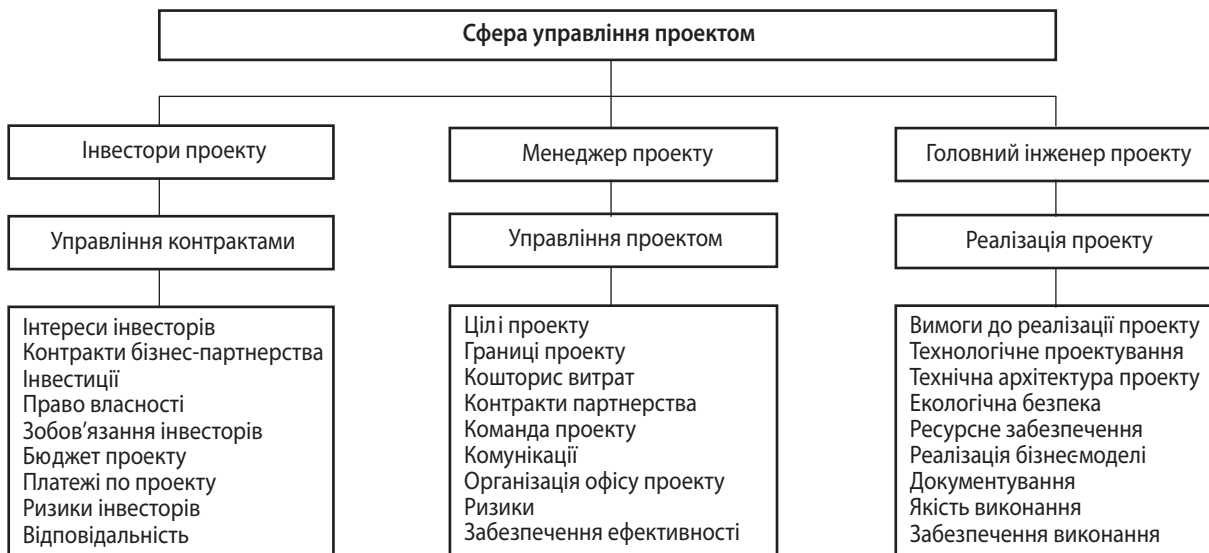 Сфера управління проектом
Інвестори проекту
Менеджер проекту
Головний інженер проекту
Управління контрактами
Управління проектом
Реалізація проекту
Інтереси інвесторів
Контракти бізнес-партнерства
Інвестиції
Право власності
Зобов'язання інвесторів
Бюджет проекту
Платежі по проекту
Ризики інвесторів
Відповідальність
Цілі проекту
Границі проекту
Кошторис витрат
Контракти партнерства
Команда проекту
Комунікації
Організація офісу проекту
Ризики
Забезпечення ефективності
Вимоги до реалізації проекту
Технологічне проектування
Технічна архітектура проекту
Екологічна безпека
Ресурсне забезпечення
Реалізація бізнесмоделі
Документування
Якість виконання
Забезпечення виконання